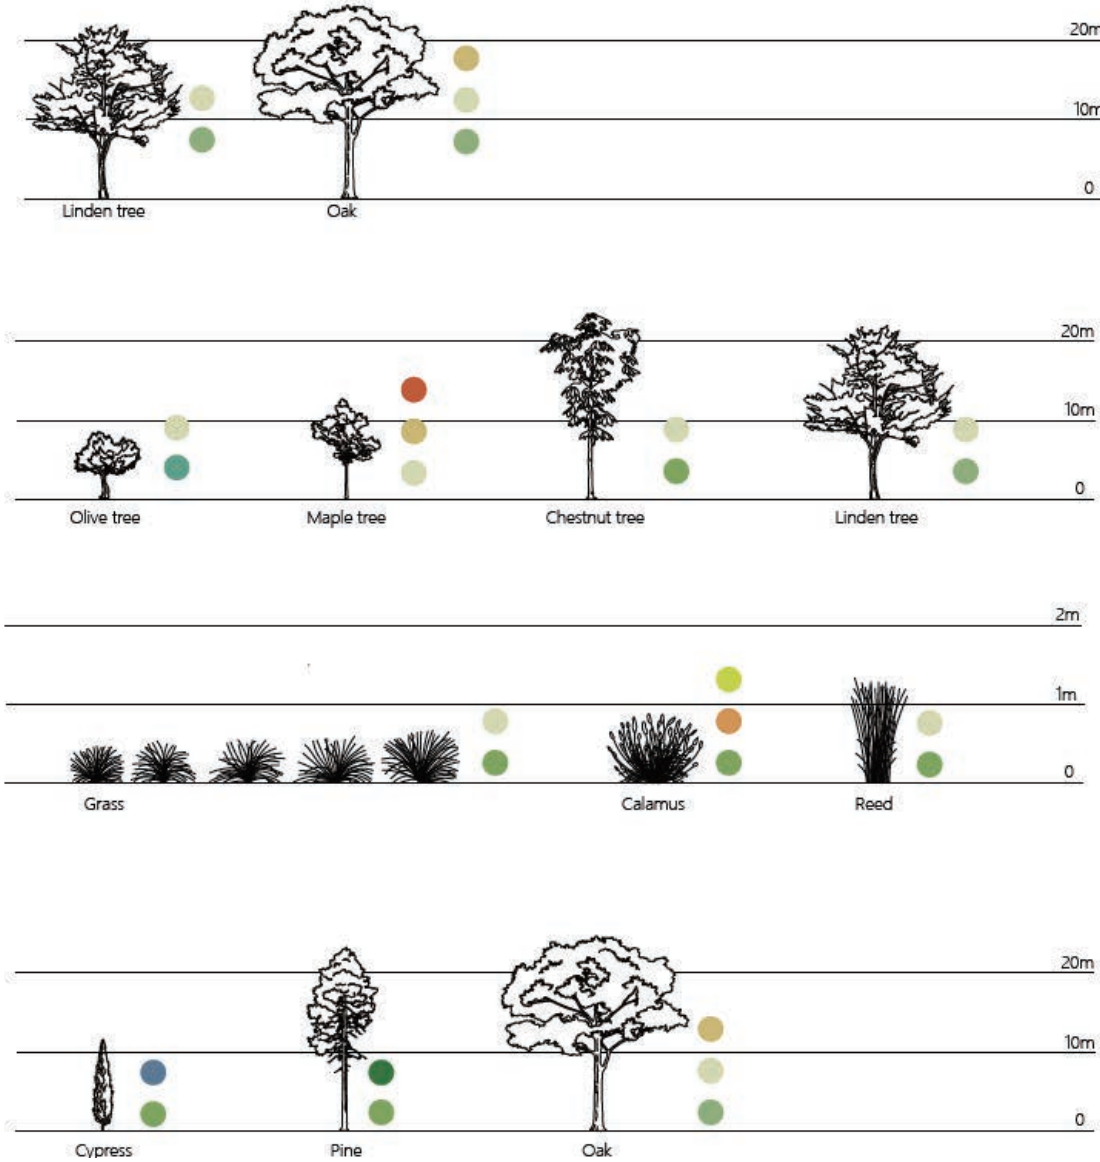 20m
10m
0
Linden tree
Oak
20m
10m
0
Olive tree
Maple tree
Chestnut tree
Linden tree
2m
1m
0
Grass
Calamus
Reed
20m
10m
0
Cypress
Pine
Oak